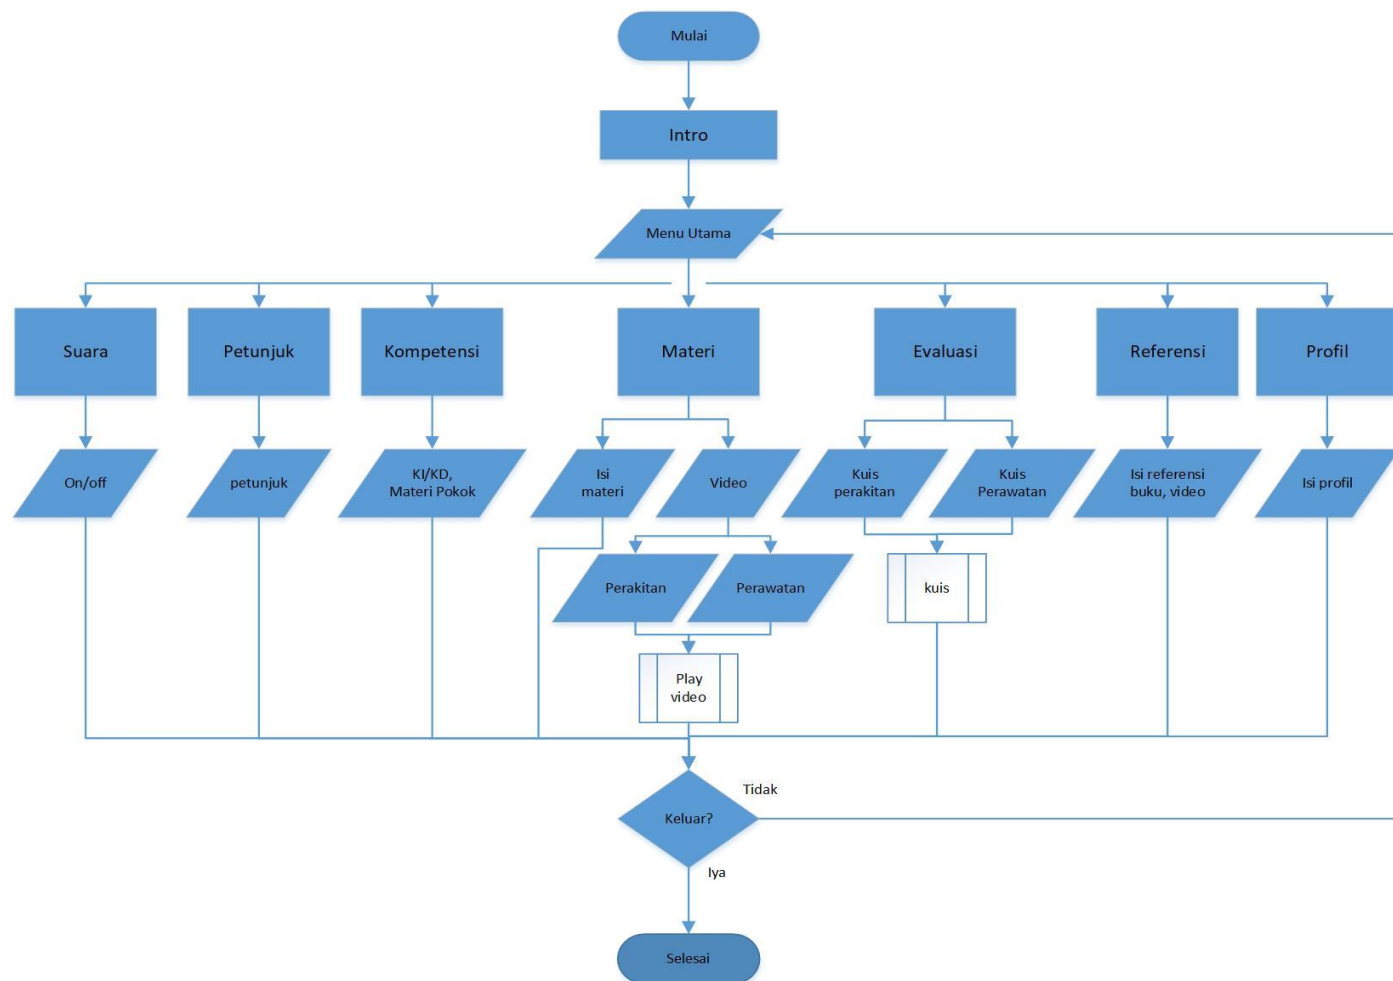 Mulai
Intro
Menu Utama
Suara
Petunjuk
Kompetensi
Materi
Evaluasi
Referensi
Profil
On/off
petunjuk
KI/KD,
Materi Pokok
Isi
materi
Video
Kuis
perakitan
Kuis
Perawatan
Isi referensi
buku, video
Isi profil
Perakitan
Perawatan
kuis
Play
video
Tidak
Keluar?
Iya
Selesai